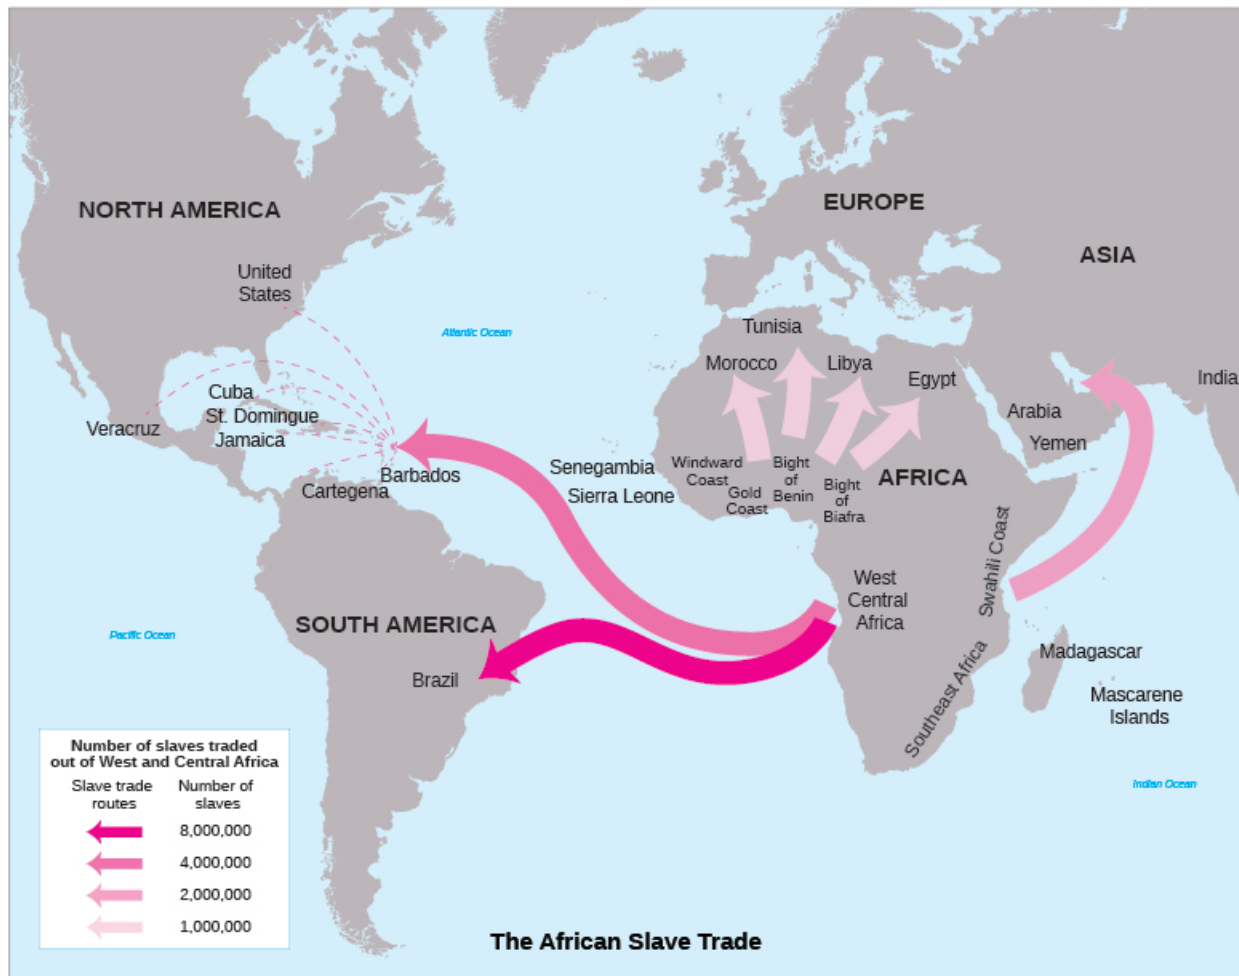 NORTH AMERICA
EUROPE
ASIA
United
States
Atlantic Ocean
Tunisia
Morocco
Libya
Egypt
India
Cuba
St. Domingue
Jamaica
Veracruz
Arabia
Yemen
Barbados
Cartegena
Senegambia
Sierra Leone
Windward
Coast
Gold
Coast
Bight
of
Benin
Bight
of
Biafra
AFRICA
Swahili Coast
West
Central
Africa
SOUTH AMERICA
Pacific Ocean
Brazil
Southeast Africa
Madagascar
Mascarene
Islands
Indian Ocean
Number of slaves traded
out of West and Central Africa
Slave trade
routes
Number of
slaves
8,000,000
4,000,000
2,000,000
1,000,000
The African Slave Trade